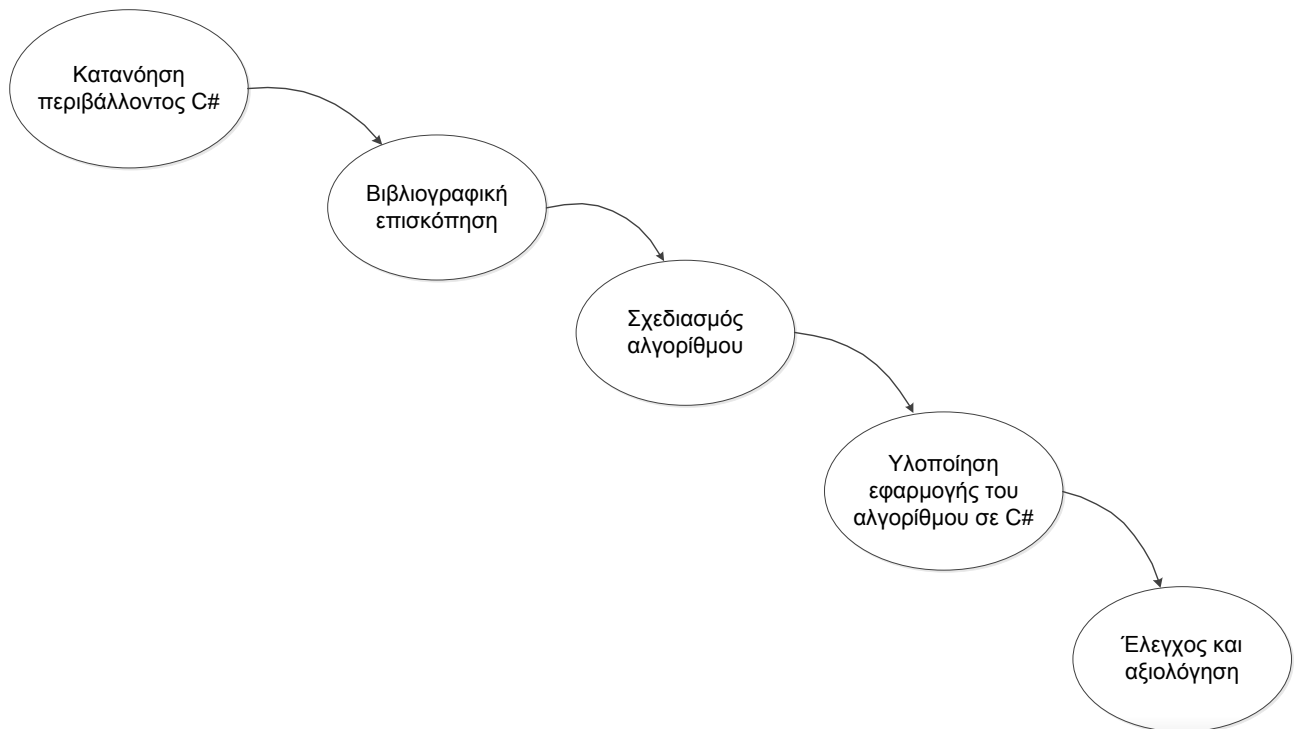 Κατανόηση
περιβάλλοντος C#
Βιβλιογραφική
επισκόπηση
Σχεδιασμός
αλγορίθμου
Υλοποίηση
εφαρμογής του
αλγορίθμου σε C#
Έλεγχος και
αξιολόγηση